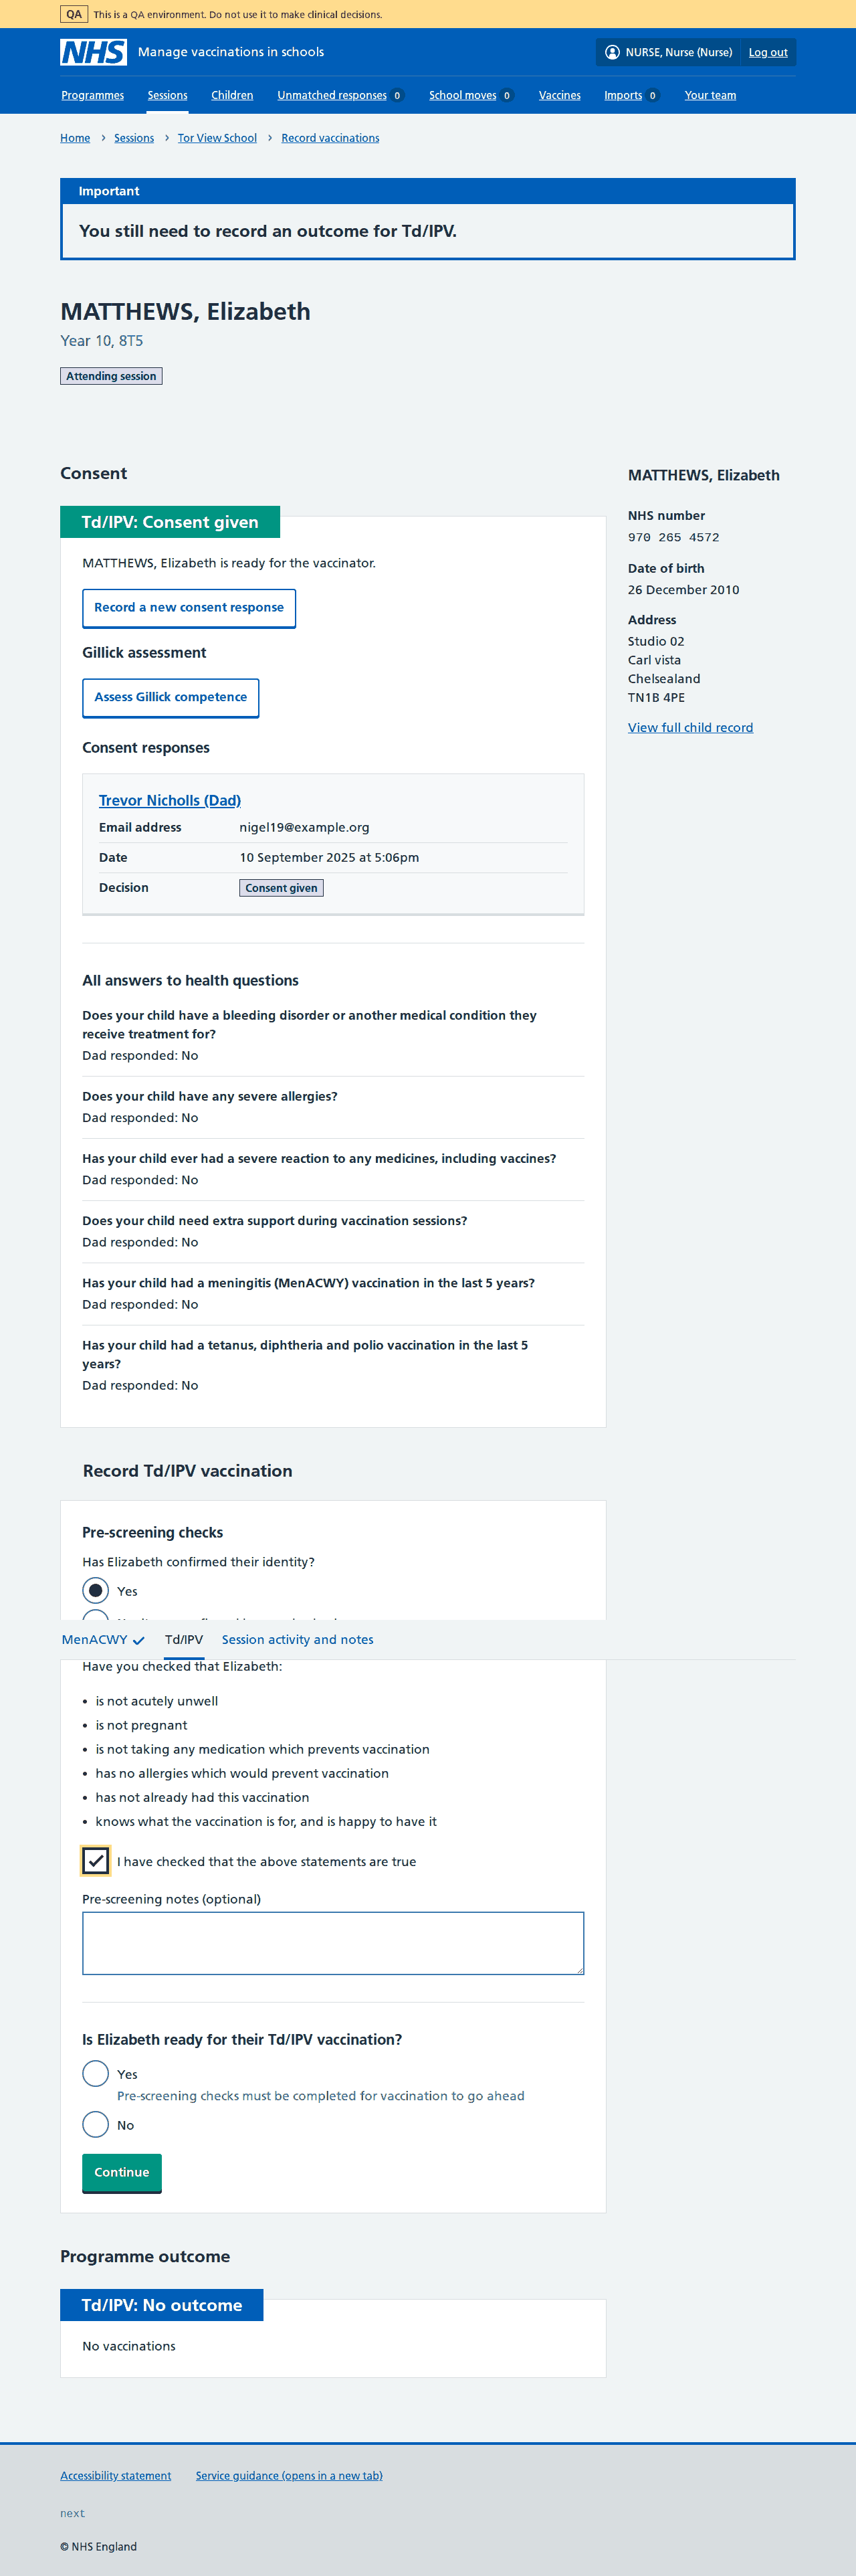 QA This is a QA environment. Do not use it to make clinical decisions.
NHS Manage vaccinations in schools NURSE, Nurse (Nurse) Log out
Programmes Sessions Children Unmatched responses 0 School moves 0 Vaccines Imports 0 Your team
Home Sessions Tor View School Record vaccinations
Important
You still need to record an outcome for Td/IPV.
MATTHEWS, Elizabeth
Year 10, 8T5
Attending session
Consent
Td/IPV: Consent given
MATTHEWS, Elizabeth is ready for the vaccinator.
Record a new consent response
Gillick assessment
Assess Gillick competence
Consent responses
Trevor Nicholls (Dad)
Email address nigel19@example.org
Date 10 September 2025 at 5:06pm
Decision Consent given
All answers to health questions
Does your child have a bleeding disorder or another medical condition they
receive treatment for?
Dad responded: No
Does your child have any severe allergies?
Dad responded: No
Has your child ever had a severe reaction to any medicines, including vaccines?
Dad responded: No
Does your child need extra support during vaccination sessions?
Dad responded: No
Has your child had a meningitis (MenACWY) vaccination in the last 5 years?
Dad responded: No
Has your child had a tetanus, diphtheria and polio vaccination in the last 5
years?
Dad responded: No
MATTHEWS, Elizabeth
NHS number
970 265 4572
Date of birth
26 December 2010
Address
Studio 02
Carl vista
Chelsealand
TN1B 4PE
View full child record
Record Td/IPV vaccination
Pre-screening checks
Has Elizabeth confirmed their identity?
Yes
MenACWY Td/IPV Session activity and notes
Have you checked that Elizabeth:
• is not acutely unwell
• is not pregnant
• is not taking any medication which prevents vaccination
• has no allergies which would prevent vaccination
• has not already had this vaccination
• knows what the vaccination is for, and is happy to have it
I have checked that the above statements are true
Pre-screening notes (optional)
Is Elizabeth ready for their Td/IPV vaccination?
Yes
Pre-screening checks must be completed for vaccination to go ahead
No
Continue
Programme outcome
Td/IPV: No outcome
No vaccinations
Accessibility statement Service guidance (opens in a new tab)
next
© NHS England